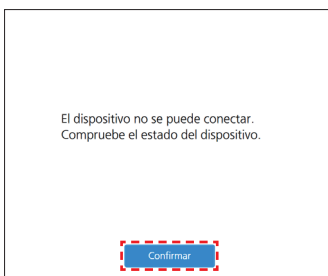 El dispositivo no se puede conectar.
Compruebe el estado del dispositivo.
Confirmar